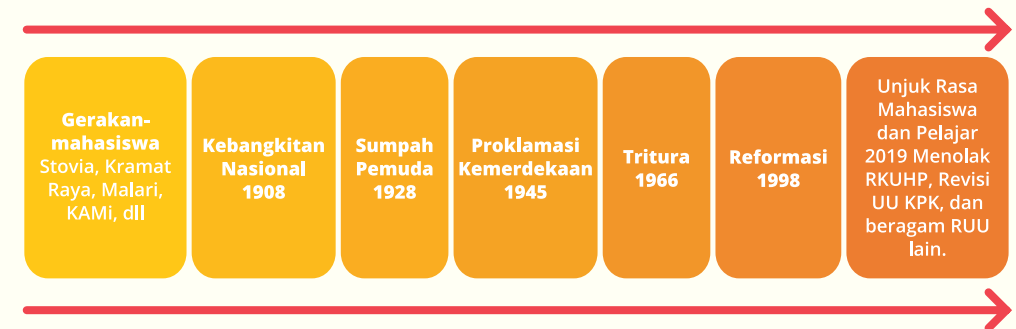 Gerakan-
mahasiswa
Stovia, Kramat
Raya, Malari,
KAMi, dll
Kebangkitan
Nasional
1908
Sumpah
Pemuda
1928
Proklamasi
Kemerdekaan
1945
Tritura
1966
Reformasi
1998
Unjuk Rasa
Mahasiswa
dan Pelajar
2019 Menolak
RKUHP, Revisi
UU KPK, dan
beragam RUU
lain.